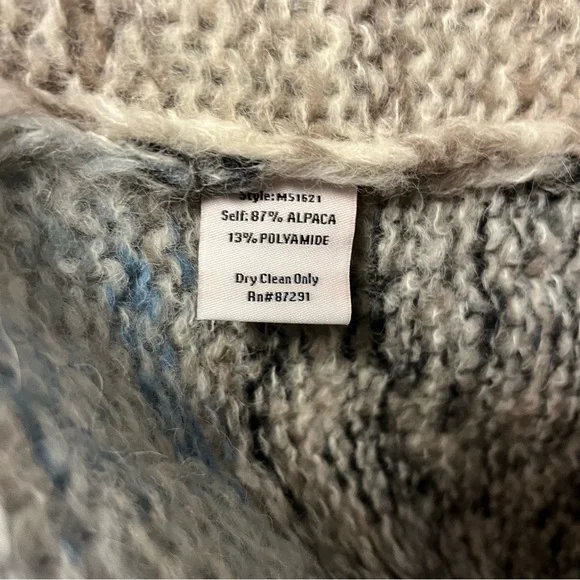 Style: M51621
Self: 87% ALPACA
13% POLYAMIDE
Dry Clean Only
Rn#87291